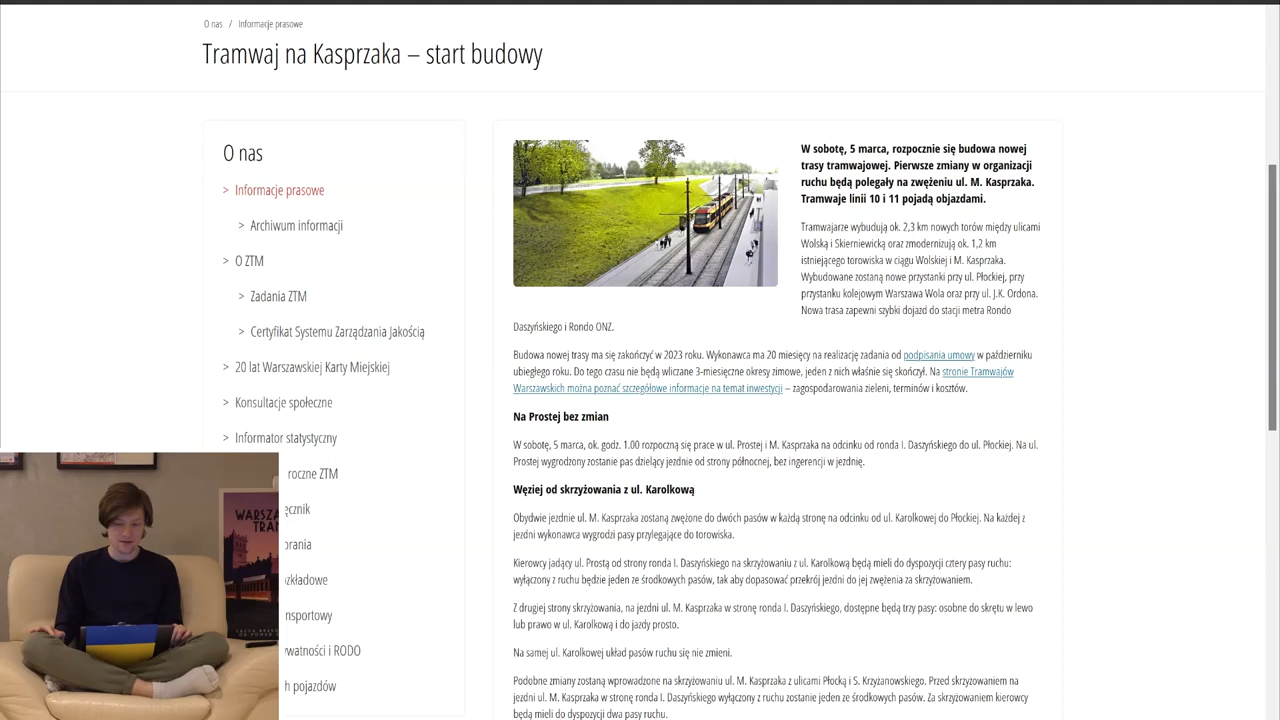 O nas / Informacje prasowe
Tramwaj na Kasprzaka – start budowy
O nas
> Informacje prasowe
> Archiwum informacji
> O ZTM
> Zadania ZTM
> Certyfikat Systemu Zarządzania Jakością
> 20 lat Warszawskiej Karty Miejskiej
> Konsultacje społeczne
> Informator statystyczny
roczne ZTM
ęcznik
orania
ozkładowe
nsportowy
watności i RODO
h pojazdów
W sobotę, 5 marca, rozpocznie się budowa nowej
trasy tramwajowej. Pierwsze zmiany w organizacji
ruchu będą polegały na zwężeniu ul. M. Kasprzaka.
Tramwaje linii 10 i 11 pojadą objazdami.
Tramwajarze wybudują ok. 2,3 km nowych torów między ulicami
Wolską i Skierniewicką oraz zmodernizują ok. 1,2 km
istniejącego torowiska w ciągu Wolskiej i M. Kasprzaka.
Wybudowane zostaną nowe przystanki przy ul. Płockiej, przy
przystanku kolejowym Warszawa Wola oraz przy ul. J.K. Ordona.
Nowa trasa zapewni szybki dojazd do stacji metra Rondo
Daszyńskiego i Rondo ONZ.
Budowa nowej trasy ma się zakończyć w 2023 roku. Wykonawca ma 20 miesięcy na realizację zadania od podpisania umowy w październiku
ubiegłego roku. Do tego czasu nie będą wliczane 3-miesięczne okresy zimowe, jeden z nich właśnie się skończył. Na stronie Tramwajów
Warszawskich można poznać szczegółowe informacje na temat inwestycji – zagospodarowania zieleni, terminów i kosztów.
Na Prostej bez zmian
W sobotę, 5 marca, ok. godz. 1.00 rozpoczną się prace w ul. Prostej i M. Kasprzaka na odcinku od ronda I. Daszyńskiego do ul. Płockiej. Na ul.
Prostej wygrodzony zostanie pas dzielący jezdnie od strony północnej, bez ingerencji w jezdnię.
Węziej od skrzyżowania z ul. Karolkową
Obydwie jezdnie ul. M. Kasprzaka zostaną zwężone do dwóch pasów w każdą stronę na odcinku od ul. Karolkowej do Płockiej. Na każdej z
jezdni wykonawca wygrodzi pasy przylegające do torowiska.
Kierowcy jadący ul. Prostą od strony ronda I. Daszyńskiego na skrzyżowaniu z ul. Karolkową będą mieli do dyspozycji cztery pasy ruchu:
wyłączony z ruchu będzie jeden ze środkowych pasów, tak aby dopasować przekrój jezdni do jej zwężenia za skrzyżowaniem.
Z drugiej strony skrzyżowania, na jezdni ul. M. Kasprzaka w stronę ronda I. Daszyńskiego, dostępne będą trzy pasy: osobne do skrętu w lewo
lub prawo w ul. Karolkową i do jazdy prosto.
Na samej ul. Karolkowej układ pasów ruchu się nie zmieni.
Podobne zmiany zostaną wprowadzone na skrzyżowaniu ul. M. Kasprzaka z ulicami Płocką i S. Krzyżanowskiego. Przed skrzyżowaniem na
jezdni ul. M. Kasprzaka w stronę ronda I. Daszyńskiego wyłączony z ruchu zostanie jeden ze środkowych pasów. Za skrzyżowaniem kierowcy
będą mieli do dyspozycji dwa pasy ruchu.
WARSZ
TRAM